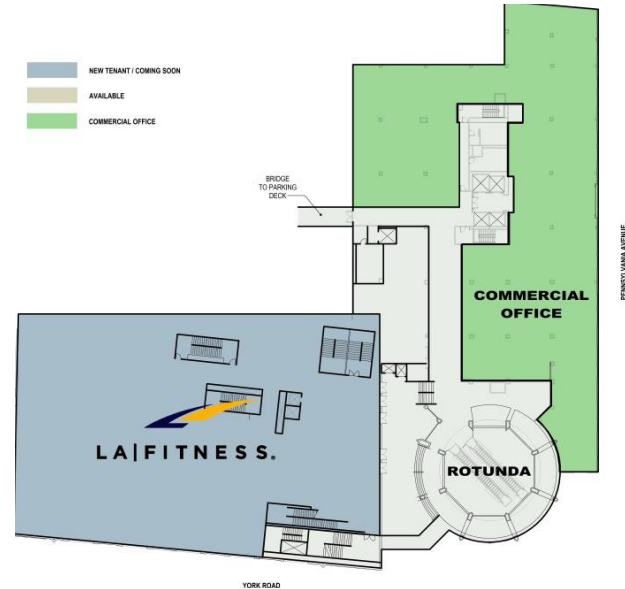 NEW TENANT / COMING SOON
AVAILABLE
COMMERCIAL OFFICE
BRIDGE
TO PARKING
DECK
PENNSYLVANIA AVENUE
COMMERCIAL
OFFICE
LA|FITNESS.
ROTUNDA
YORK ROAD